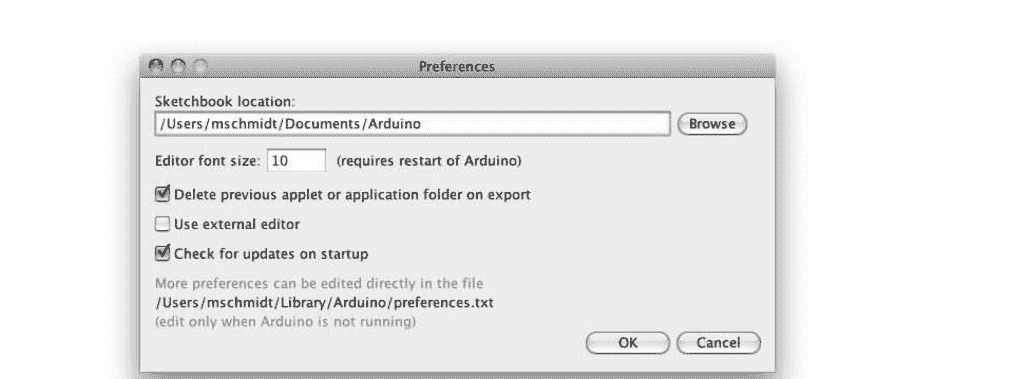 Preferences
Sketchbook location:
/Users/mschmidt/Documents/Arduino Browse
Editor font size: 10 (requires restart of Arduino)
Delete previous applet or application folder on export
Use external editor
Check for updates on startup
More preferences can be edited directly in the file
/Users/mschmidt/Library/Arduino/preferences.txt
(edit only when Arduino is not running)
OK Cancel